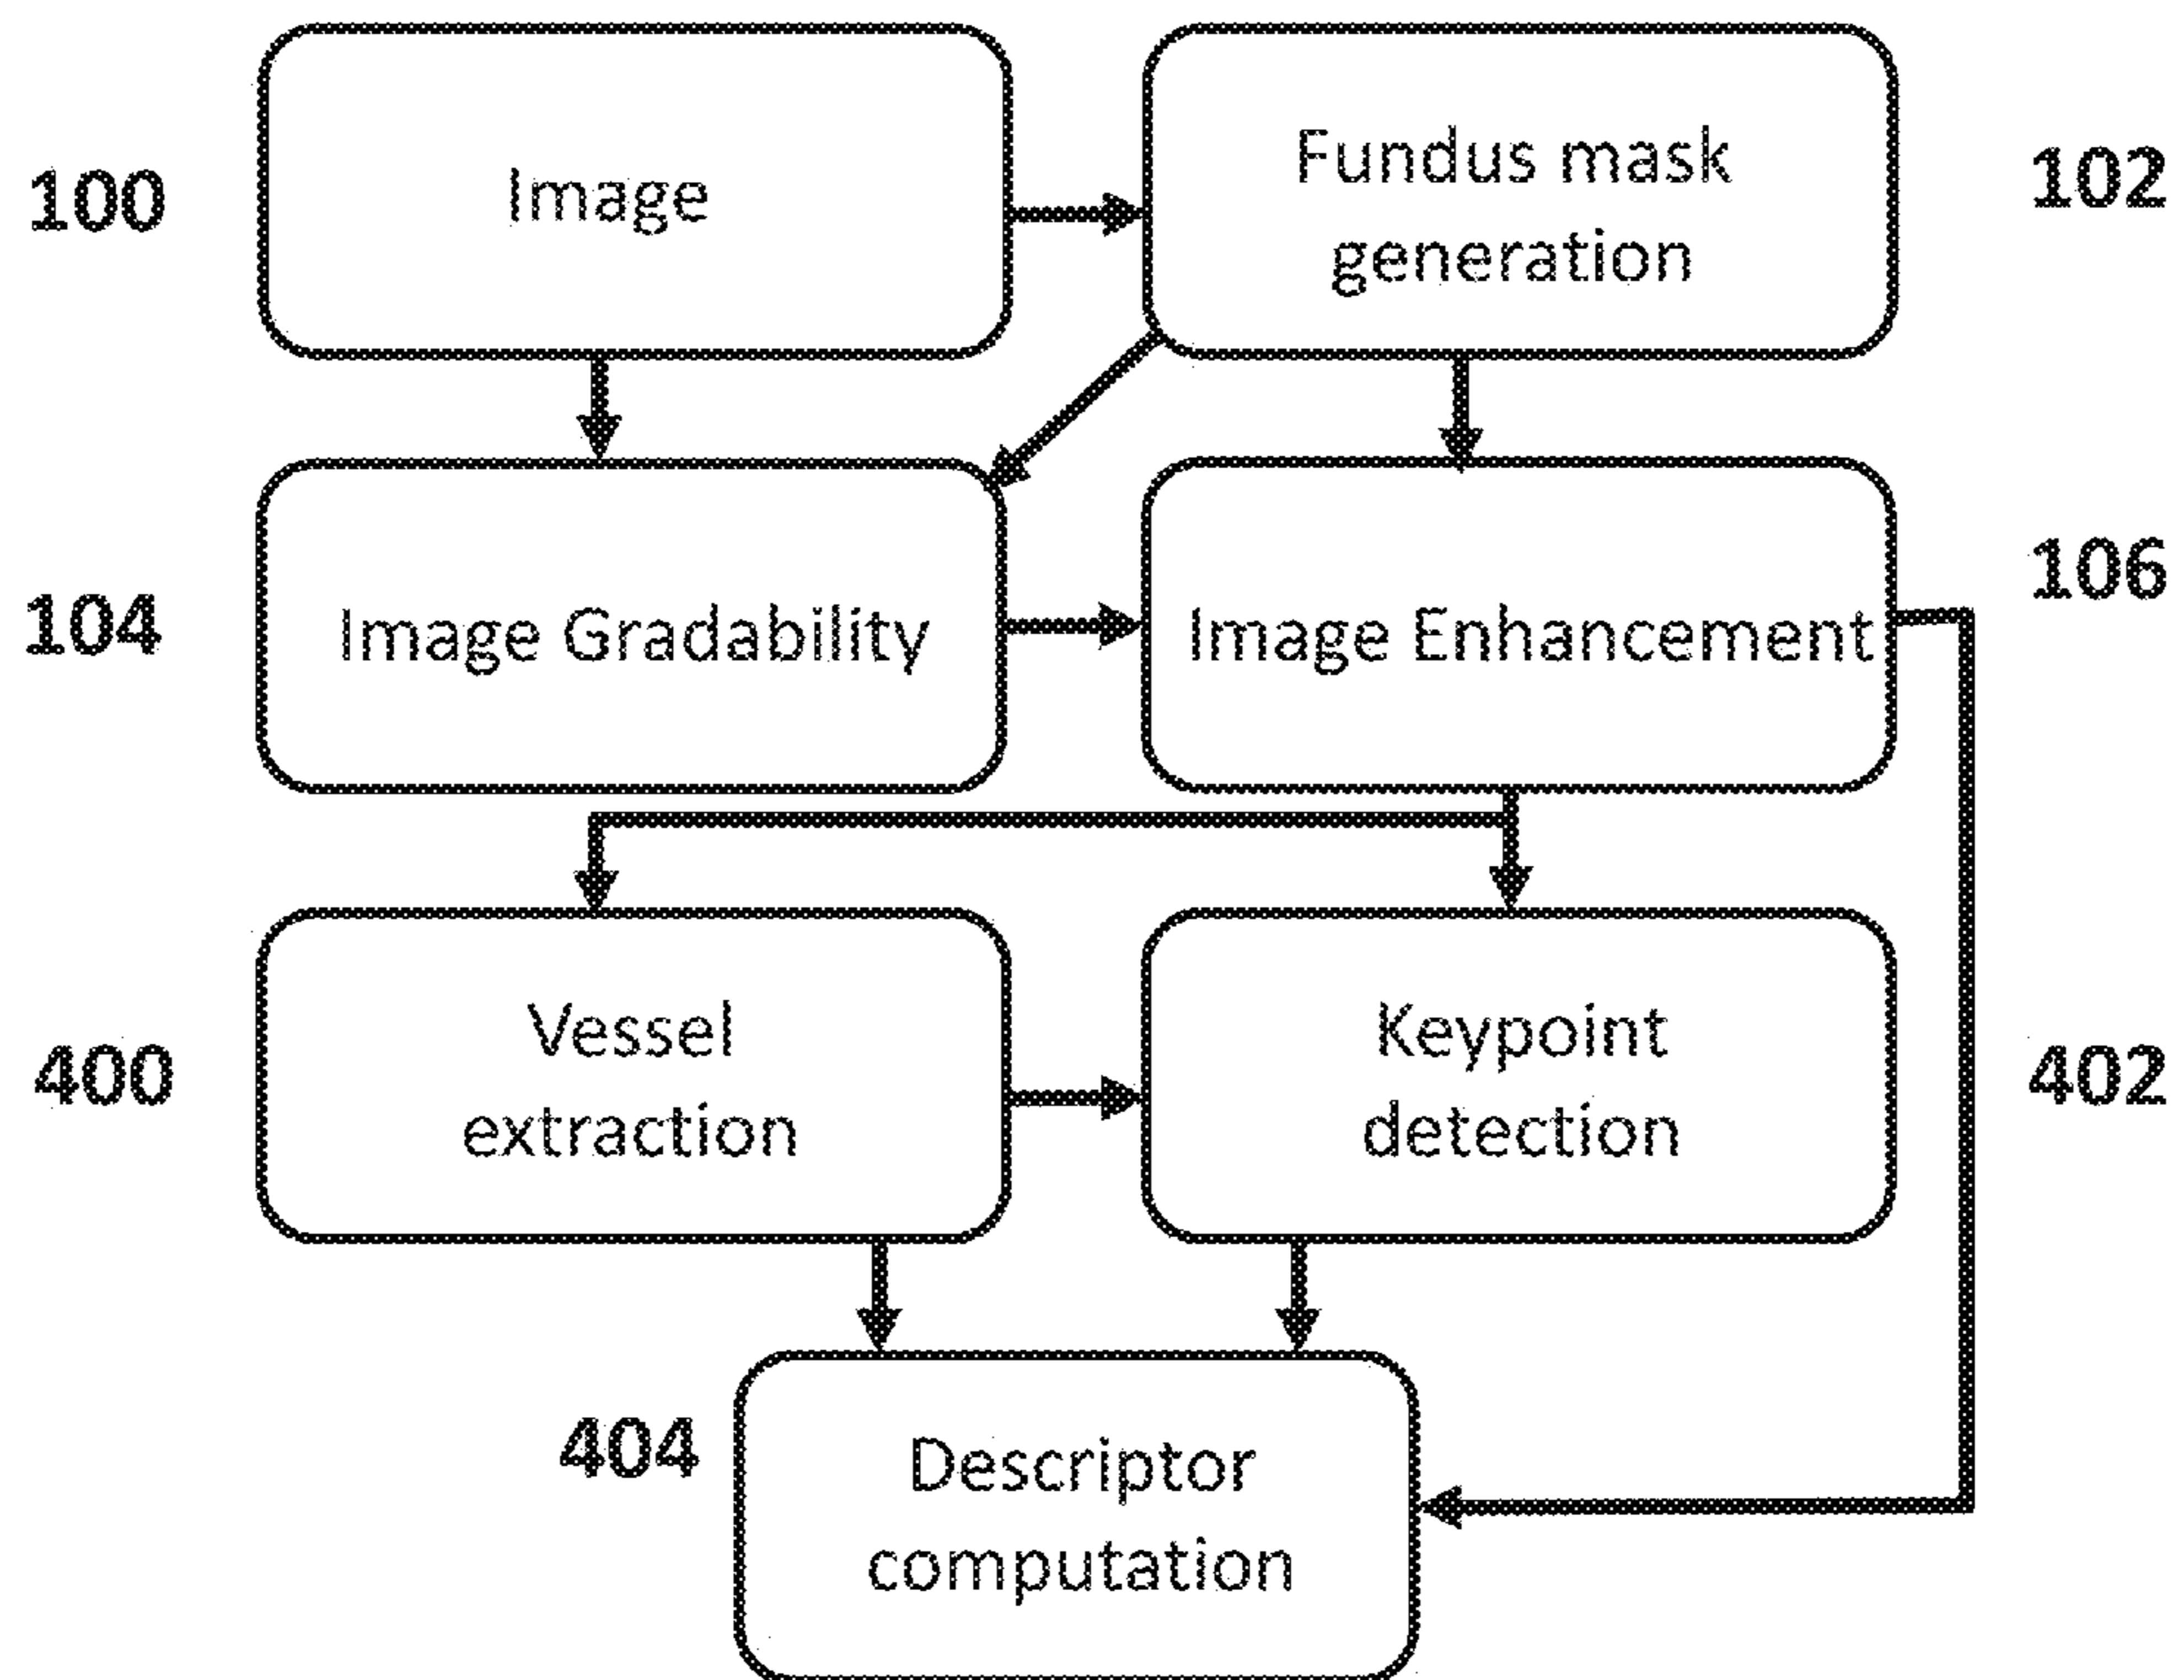 100
Image
Fundus mask
generation
102
104
Image Gradability
Image Enhancement
106
400
Vessel
extraction
Keypoint
detection
402
404
Descriptor
computation